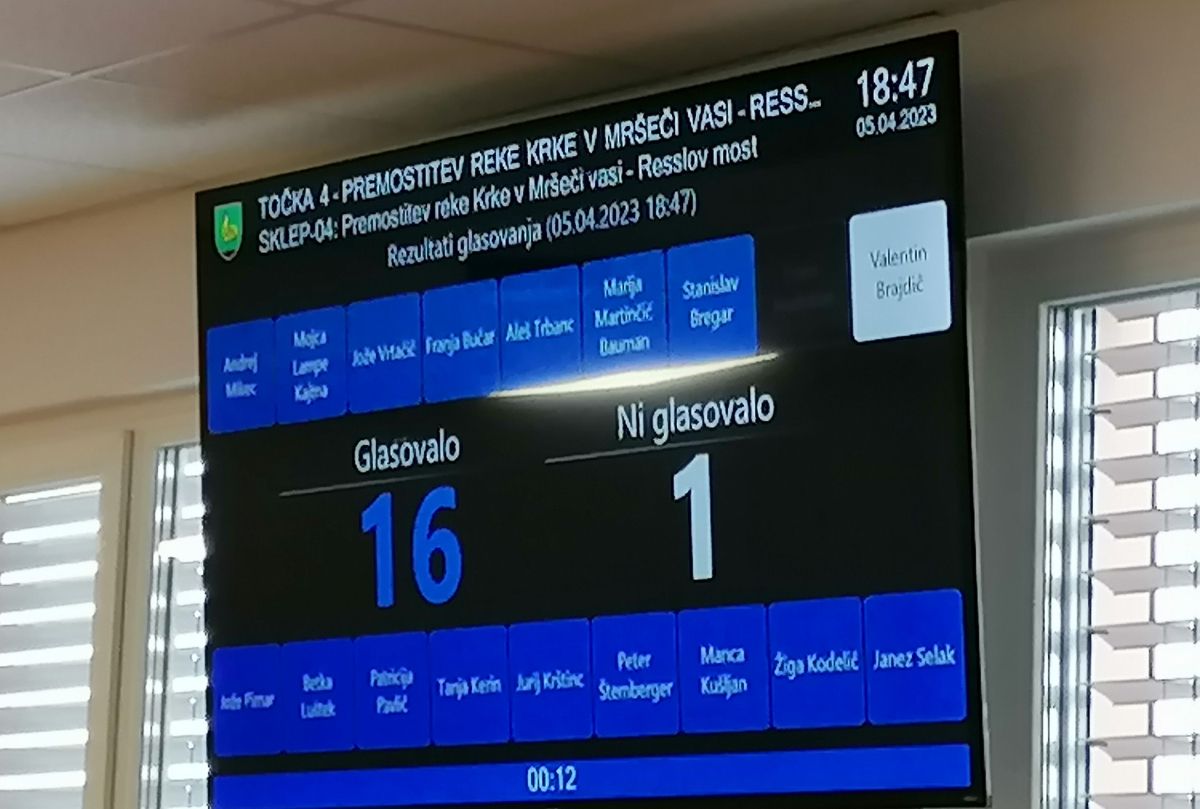 TOČKA 4 - PREMOSTITEV REKE KRKE V MRŠEČI VASI - RESS...
18:47
05.04.2023
SKLEP-04: Premostitev reke Krke v Mršeči vasi - Resslov most
Rezultati glasovanja (05.04.2023 18:47)
Andrej
Mojca
Lampe
Kajtna
Jože Vrtačič
Franja Bučar
Aleš Trbanc
Marija
Martinčič
Bauman
Stanislav
Bregar
Valentin
Brajdič
Glasovalo
16
Ni glasovalo
1
Jože
Luštek
Patricija
Pavlič
Tanja Kerin
Jurij Krštinc
Peter
Štemberger
Manca
Kušljan
Žiga Kodelič
Janez Selak
00:12